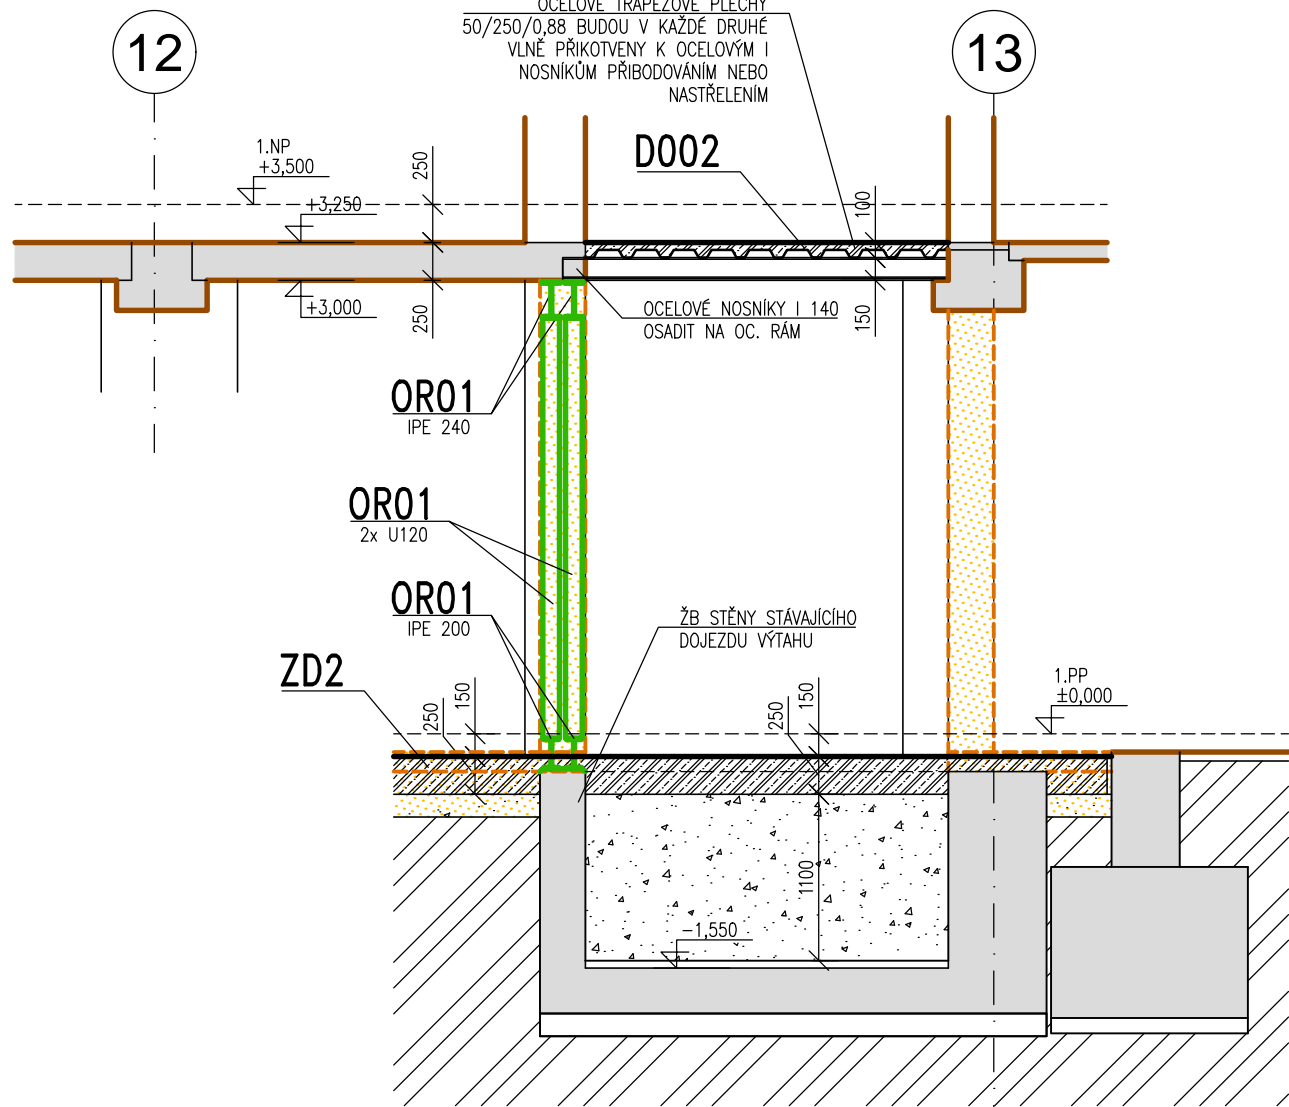 OCELOVÉ TRAPÉZOVÉ PLECHY
50/250/0,88 BUDOU V KAŽDÉ DRUHÉ
VLNĚ PŘIKOTVENY K OCELOVÝM I
NOSNÍKŮM PŘIBODOVÁNÍM NEBO
NASTŘELENÍM
12
13
1.NP
+3,500
250
D002
+3,250
100
+3,000
250
OCELOVÉ NOSNÍKY I 140
OSADIT NA OC. RÁM
150
OR01
IPE 240
OR01
2x U120
OR01
IPE 200
ŽB STĚNY STÁVAJÍCÍHO
DOJEZDU VÝTAHU
ZD2
250
150
250
150
1.PP
±0,000
1100
-1,550